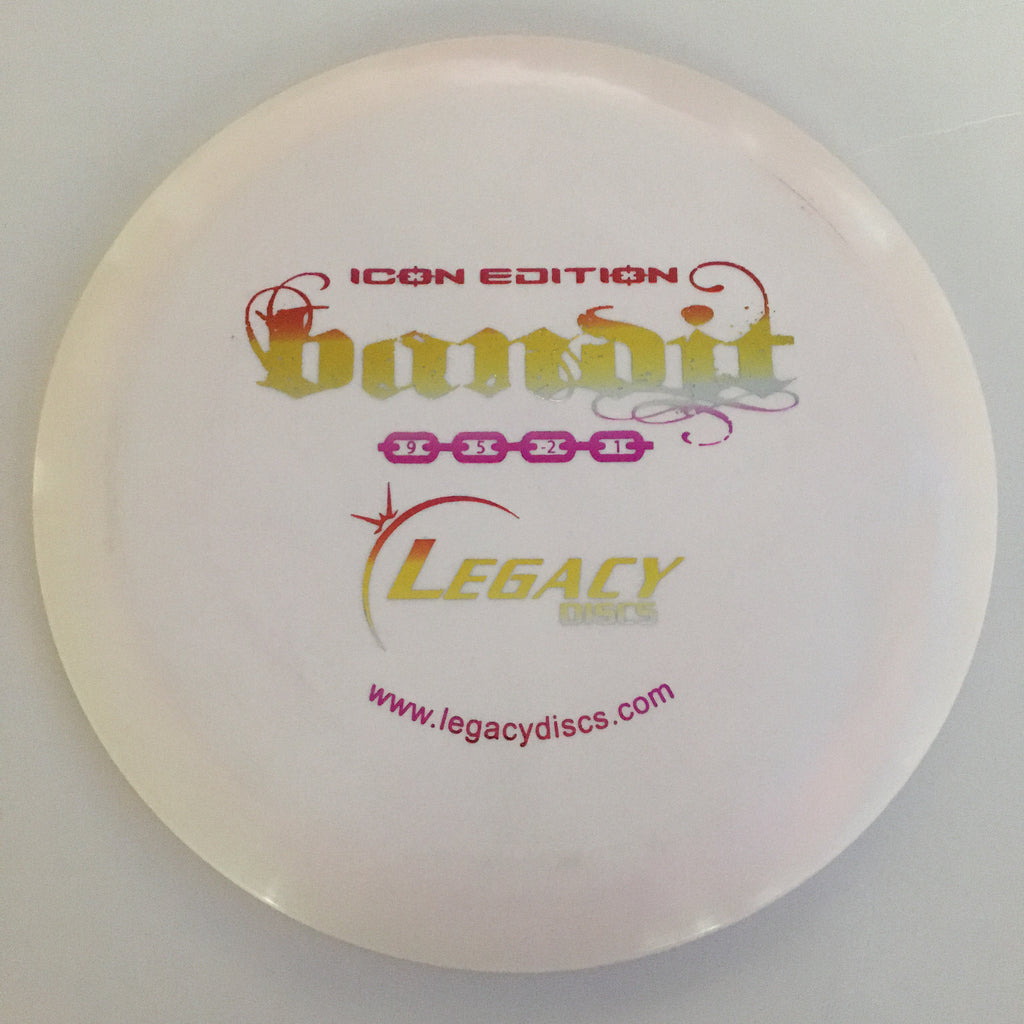 ICON EDITION
bandit
9 5 -2 1
LEGACY
DISCS
www.legacydiscs.com